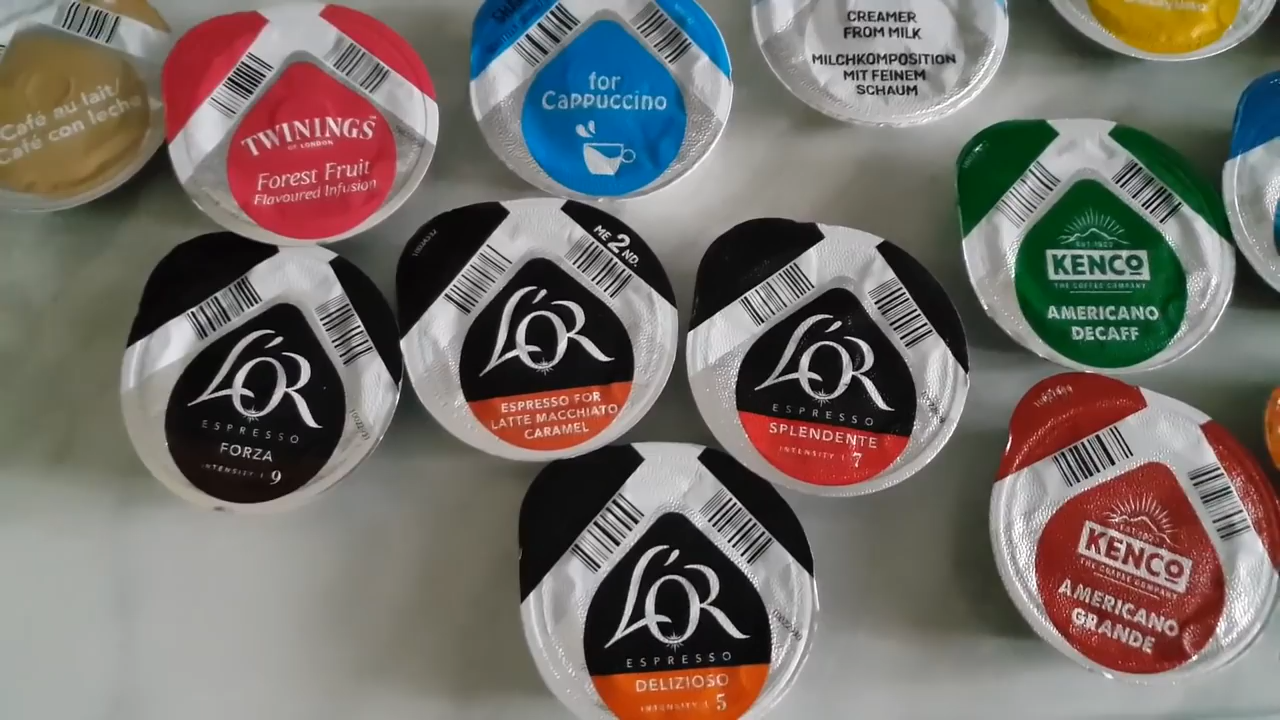 Café au lait/
Café con leche
TWININGS
OF LONDON
Forest Fruit
Flavoured Infusion
for
CAPPUCCINO
CREAMER
FROM MILK
MILCHKOMPOSITION
MIT FEINEM
SCHAUM
KENCO
THE COFFEE COMPANY
AMERICANO
DECAFF
L'OR
ESPRESSO
FORZA
INTENSITY | 9
ME 2ND.
L'OR
ESPRESSO FOR
LATTE MACCHIATO
CARAMEL
L'OR
ESPRESSO
SPLENDENTE
INTENSITY | 7
L'OR
ESPRESSO
DELIZIOSO
INTENSITY | 5
KENCO
THE COFFEE COMPANY
AMERICANO
GRANDE